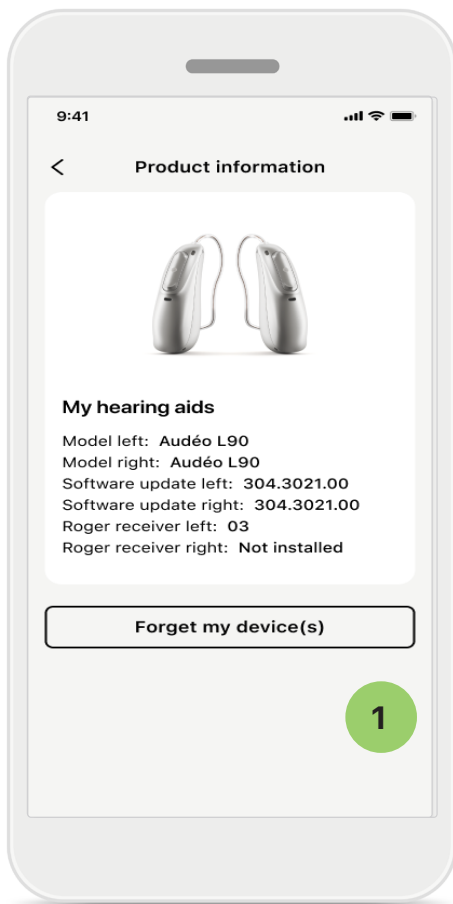 9:41
Product information
My hearing aids
Model left: Audéo L90
Model right: Audéo L90
Software update left: 304.3021.00
Software update right: 304.3021.00
Roger receiver left: 03
Roger receiver right: Not installed
Forget my device(s)
1